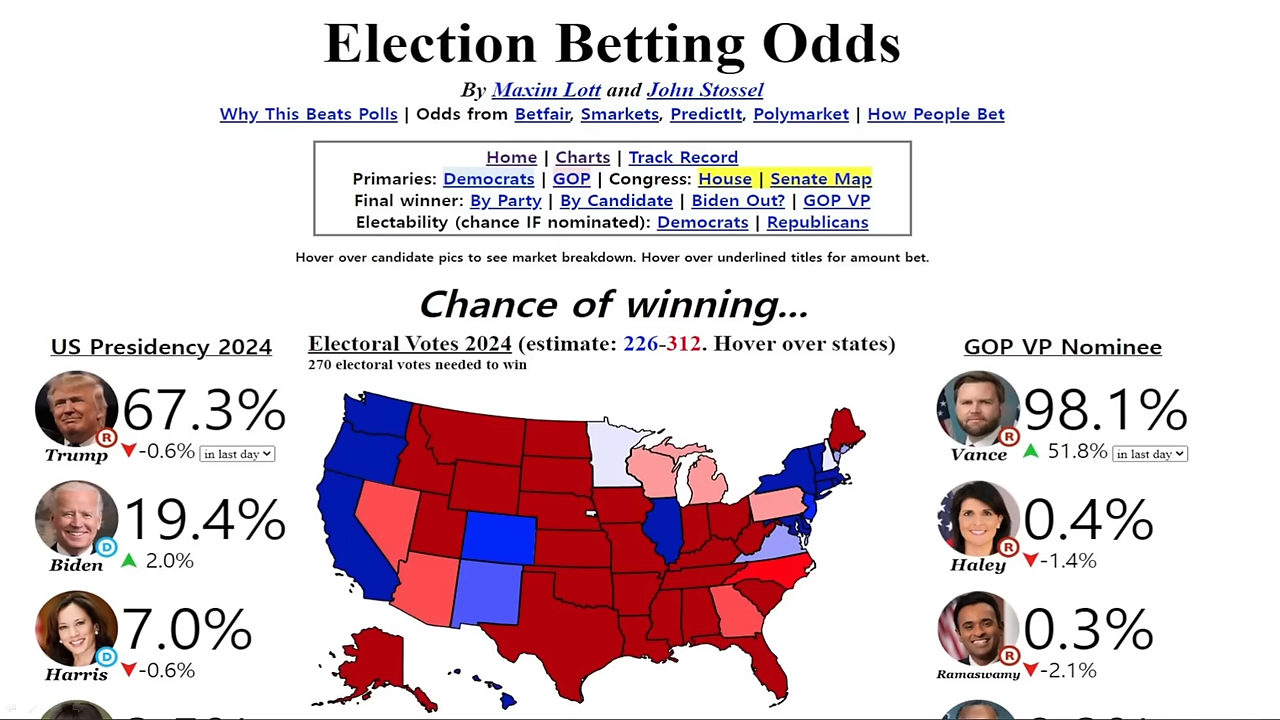 Election Betting Odds
By Maxim Lott and John Stossel
Why This Beats Polls | Odds from Betfair, Smarkets, PredictIt, Polymarket | How People Bet
Home | Charts | Track Record
Primaries: Democrats | GOP | Congress: House | Senate Map
Final winner: By Party | By Candidate | Biden Out? | GOP VP
Electability (chance IF nominated): Democrats | Republicans
Hover over candidate pics to see market breakdown. Hover over underlined titles for amount bet.
Chance of winning...
US Presidency 2024
67.3%
R
Trump
-0.6% in last day
19.4%
D
Biden
2.0%
7.0%
D
Harris
-0.6%
Electoral Votes 2024 (estimate: 226-312. Hover over states)
270 electoral votes needed to win
GOP VP Nominee
98.1%
R
Vance
51.8% in last day
0.4%
R
Haley
-1.4%
0.3%
R
Ramaswamy
-2.1%